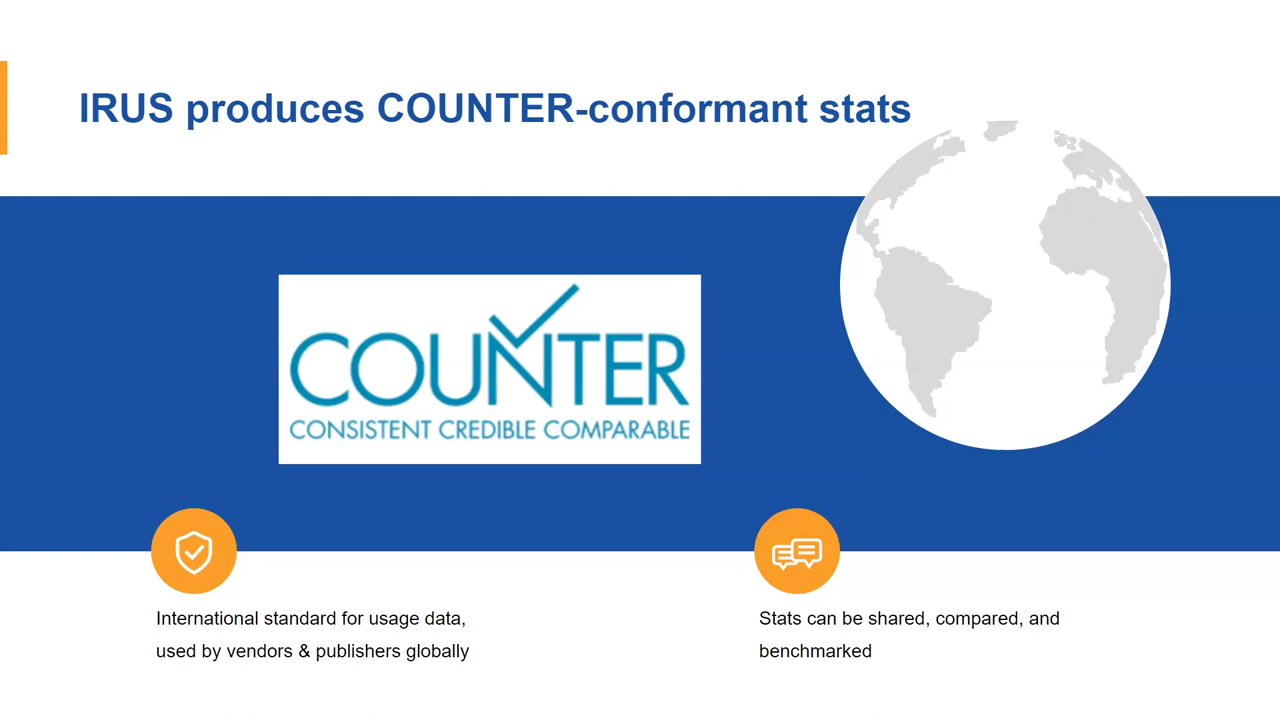 IRUS produces COUNTER-conformant stats
COUNTER
CONSISTENT CREDIBLE COMPARABLE
International standard for usage data,
used by vendors & publishers globally
Stats can be shared, compared, and
benchmarked